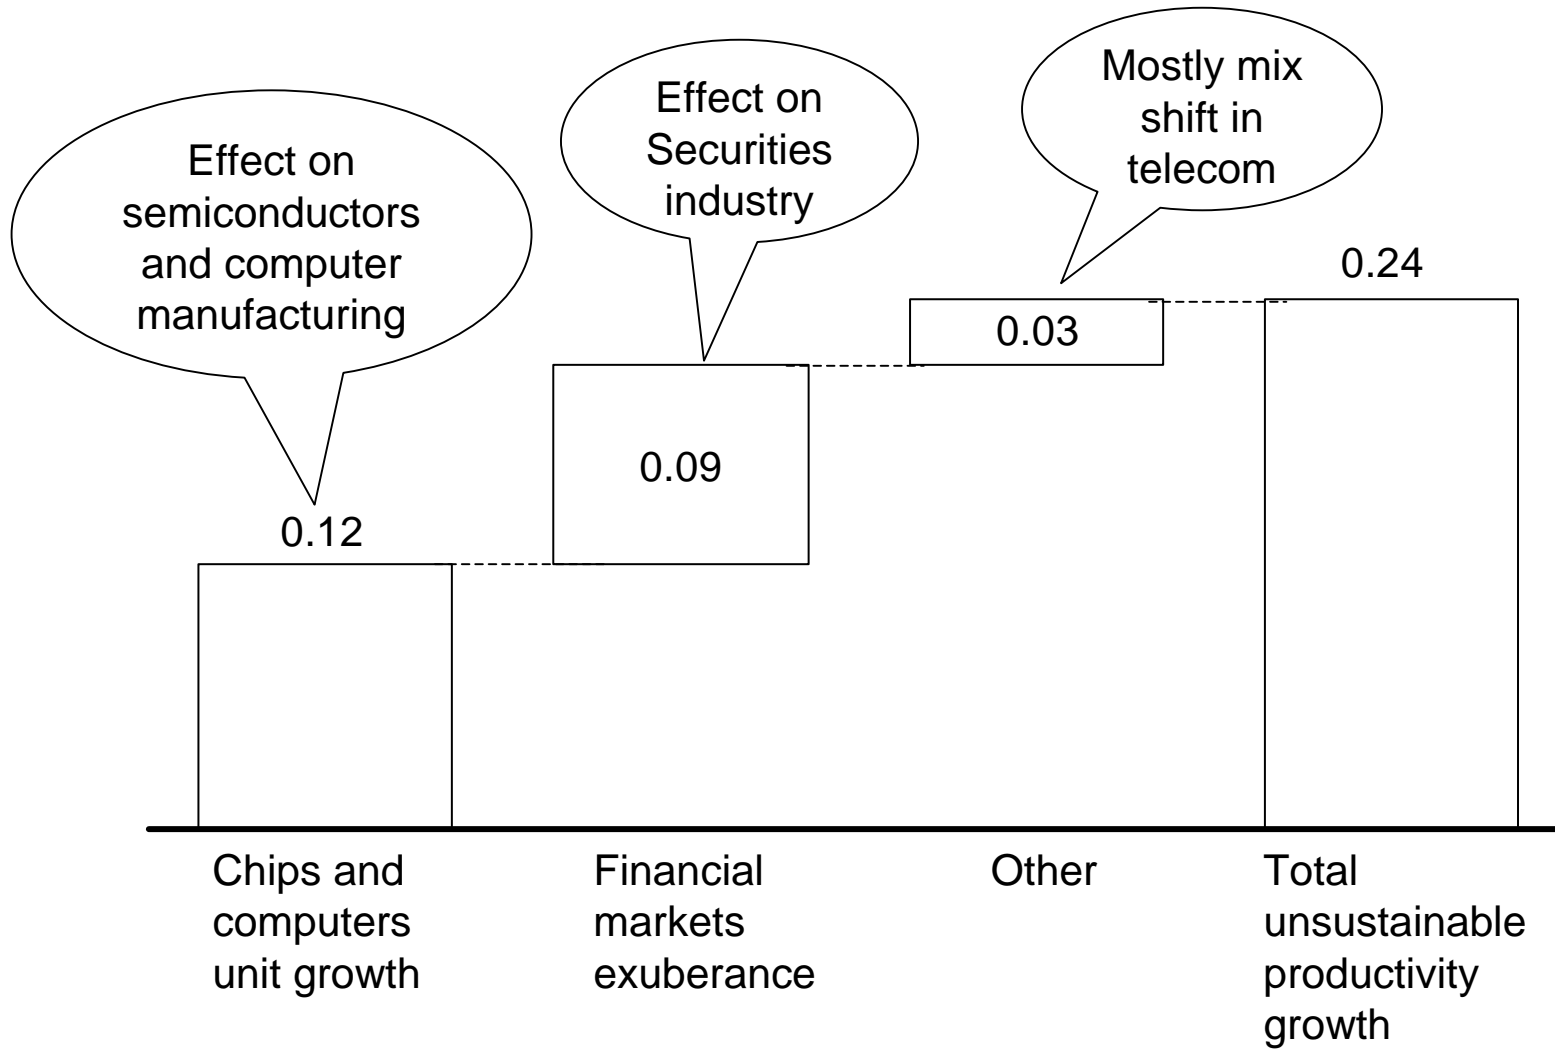 Effect on
semiconductors
and computer
manufacturing
Effect on
Securities
industry
Mostly mix
shift in
telecom
0.12
0.09
0.03
0.24
Chips and
computers
unit growth
Financial
markets
exuberance
Other
Total
unsustainable
productivity
growth